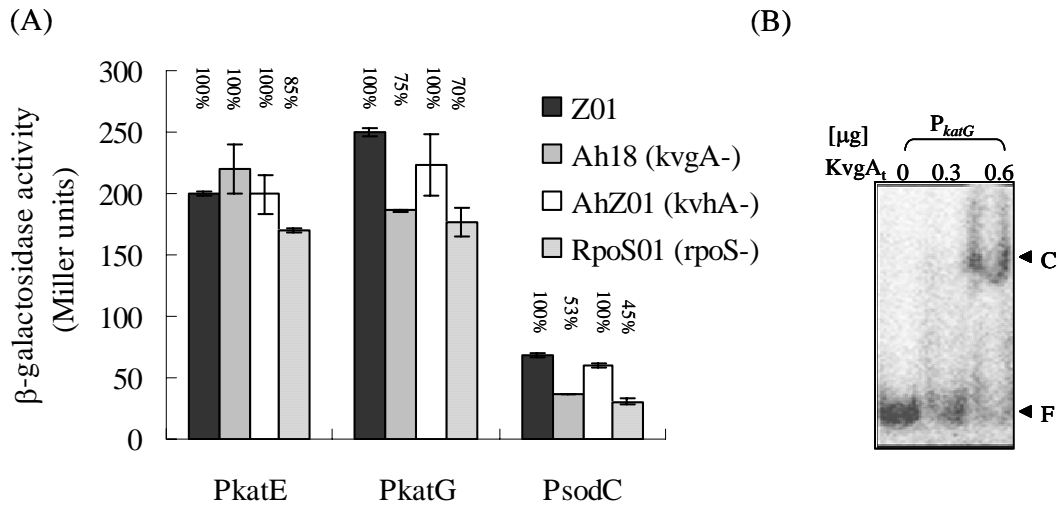 (A)
(B)
β-galactosidase activity
(Miller units)
300
250
200
150
100
50
0
100%
100%
100%
85%
100%
75%
100%
70%
100%
53%
100%
45%
Z01
Ah18 (kvgA-)
AhZ01 (kvhA-)
RpoS01 (rpoS-)
PkatE
PkatG
PsodC
[μg]
PkatG
KvgAt 0 0.3 0.6
C
F